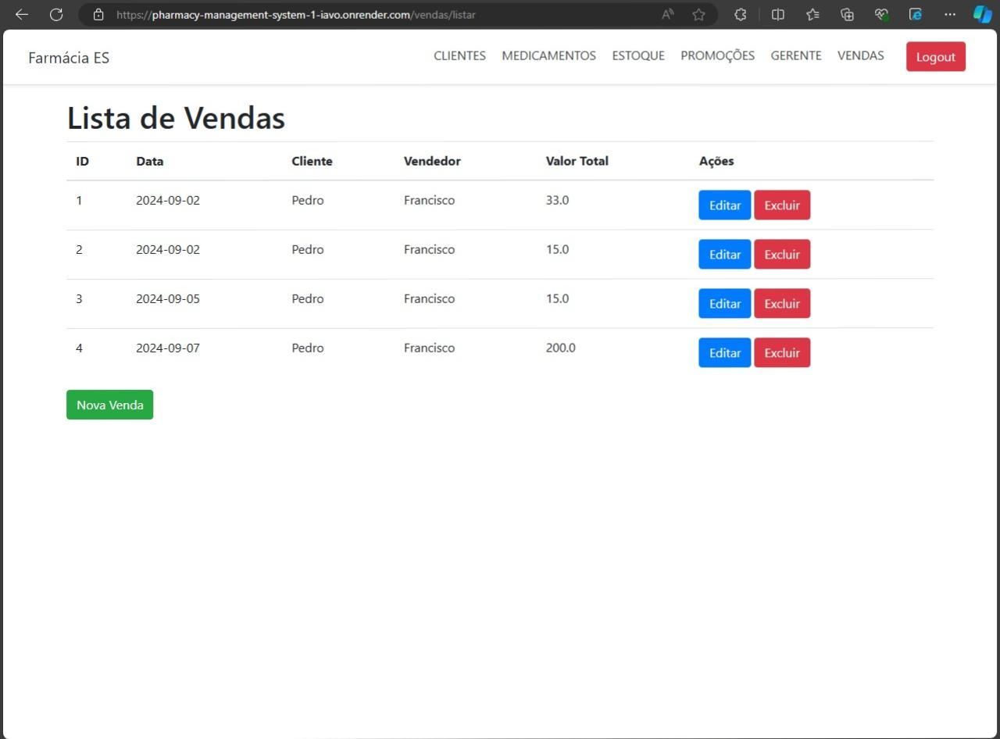 https://pharmacy-management-system-1-iavo.onrender.com/vendas/listar
Farmácia ES CLIENTES MEDICAMENTOS ESTOQUE PROMOÇÕES GERENTE VENDAS Logout
Lista de Vendas
ID Data Cliente Vendedor Valor Total Ações
1 2024-09-02 Pedro Francisco 33.0 Editar Excluir
2 2024-09-02 Pedro Francisco 15.0 Editar Excluir
3 2024-09-05 Pedro Francisco 15.0 Editar Excluir
4 2024-09-07 Pedro Francisco 200.0 Editar Excluir
Nova Venda